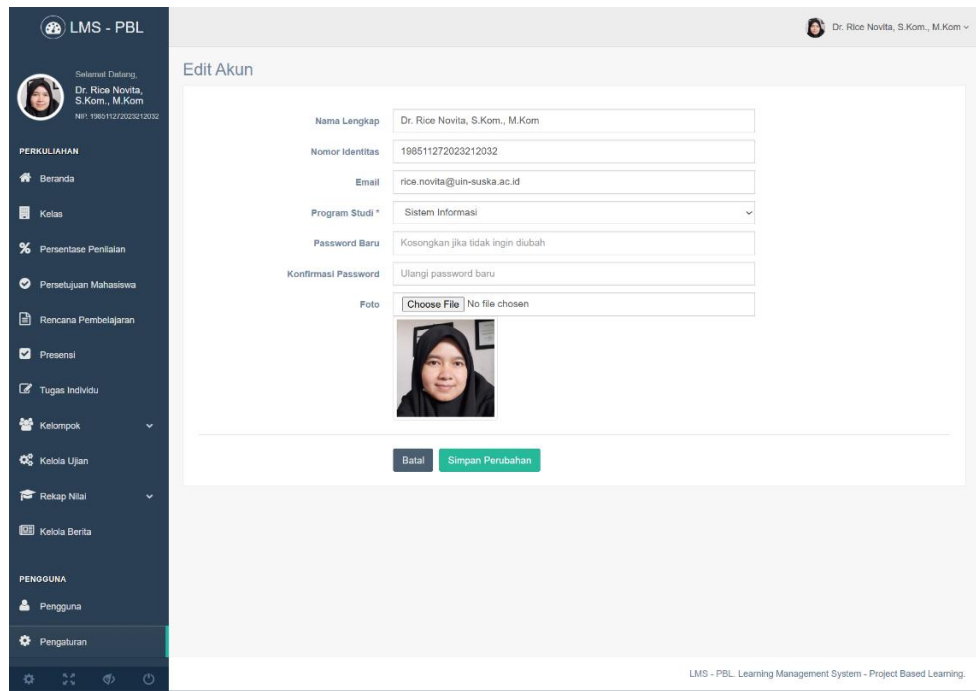 LMS - PBL
Dr. Rice Novita, S.Kom., M.Kom
Selamat Datang,
Dr. Rice Novita,
S.Kom., M.Kom
NIP. 198511272023212032
PERKULIAHAN
Beranda
Kelas
Persentase Penilaian
Persetujuan Mahasiswa
Rencana Pembelajaran
Presensi
Tugas Individu
Kelompok
Kelola Ujian
Rekap Nilai
Kelola Berita
PENGGUNA
Pengguna
Pengaturan
Edit Akun
Nama Lengkap Dr. Rice Novita, S.Kom., M.Kom
Nomor Identitas 198511272023212032
Email rice.novita@uin-suska.ac.id
Program Studi * Sistem Informasi
Password Baru Kosongkan jika tidak ingin diubah
Konfirmasi Password Ulangi password baru
Foto Choose File No file chosen
Batal Simpan Perubahan
LMS - PBL. Learning Management System - Project Based Learning.